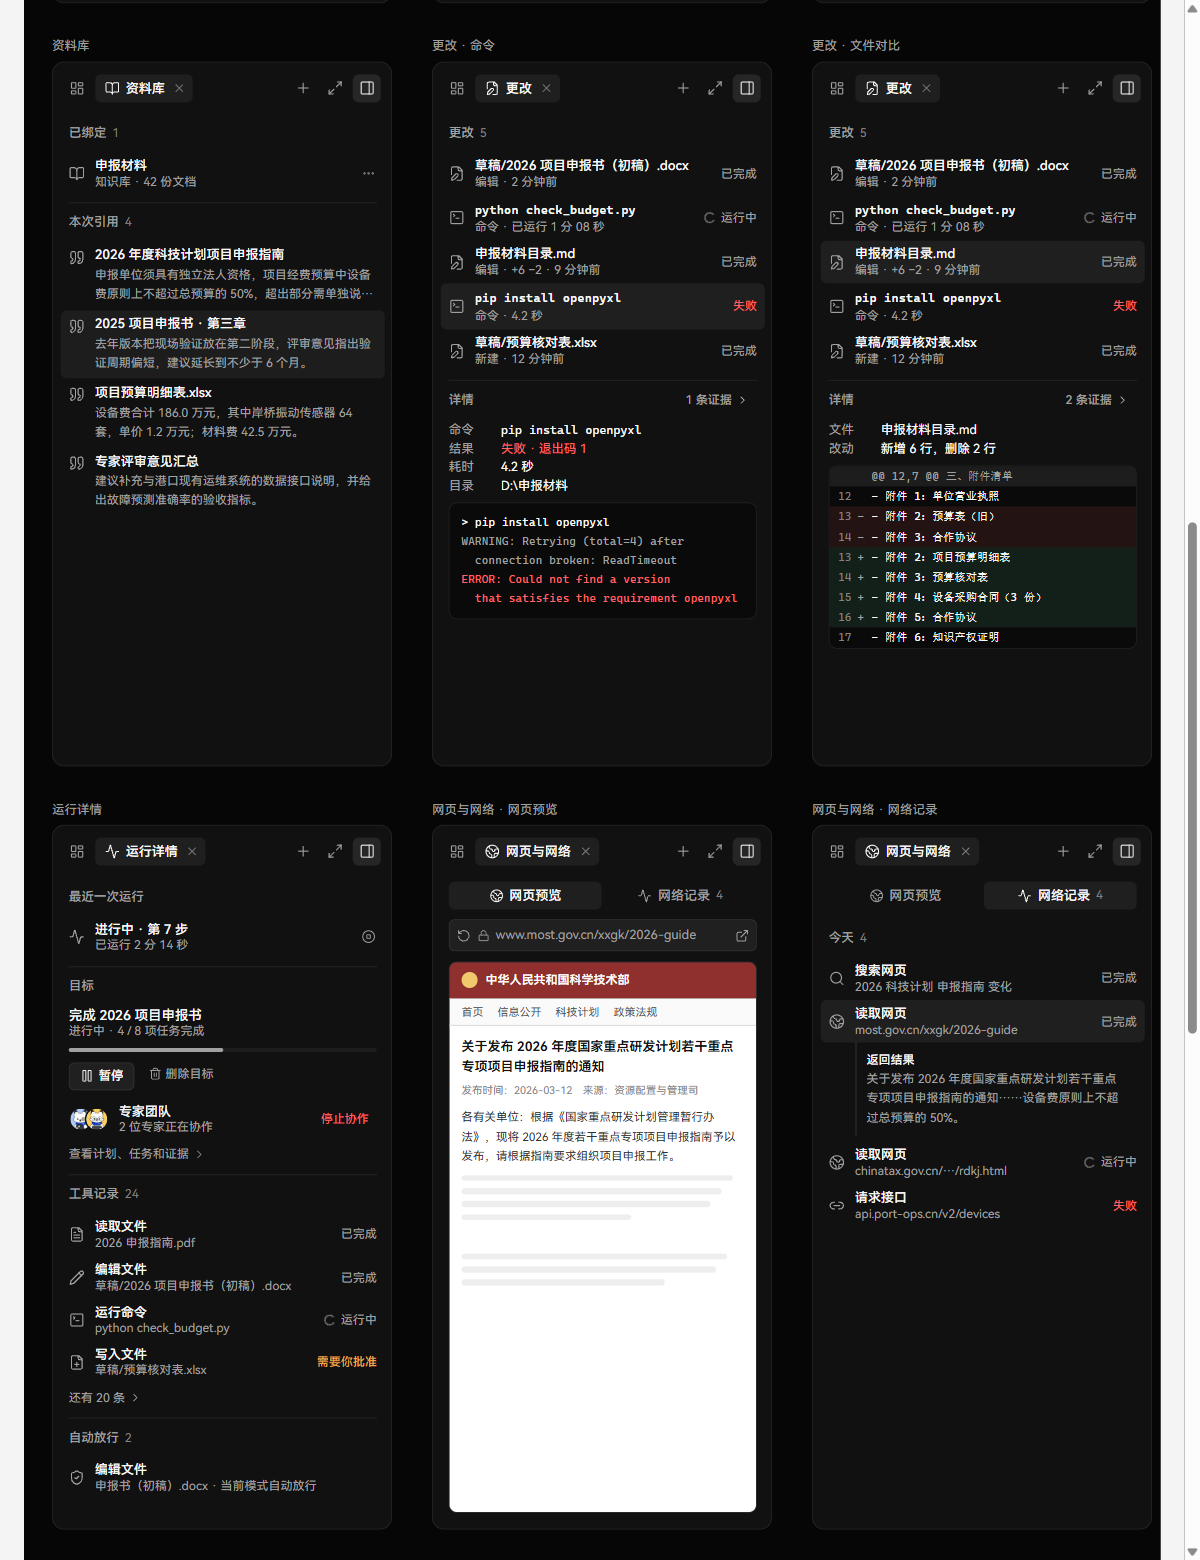 资料库
资料库
已绑定 1
申报材料
知识库 · 42 份文档
本次引用 4
2026 年度科技计划项目申报指南
申报单位须具有独立法人资格，项目经费预算中设备
费原则上不超过总预算的 50%，超出部分需单独说…
2025 项目申报书 · 第三章
去年版本把现场验证放在第二阶段，评审意见指出验
证周期偏短，建议延长到不少于 6 个月。
项目预算明细表.xlsx
设备费合计 186.0 万元，其中岸桥振动传感器 64
套，单价 1.2 万元；材料费 42.5 万元。
专家评审意见汇总
建议补充与港口现有运维系统的数据接口说明，并给
出故障预测准确率的验收指标。
更改 · 命令
更改
更改 5
草稿/2026 项目申报书（初稿）.docx
编辑 · 2 分钟前
已完成
python check_budget.py
命令 · 已运行 1 分 08 秒
运行中
申报材料目录.md
编辑 · +6 −2 · 9 分钟前
已完成
pip install openpyxl
命令 · 4.2 秒
失败
草稿/预算核对表.xlsx
新建 · 12 分钟前
已完成
详情
1 条证据
命令 pip install openpyxl
结果 失败 · 退出码 1
耗时 4.2 秒
目录 D:\申报材料
> pip install openpyxl
WARNING: Retrying (total=4) after
connection broken: ReadTimeout
ERROR: Could not find a version
that satisfies the requirement openpyxl
更改 · 文件对比
更改
更改 5
草稿/2026 项目申报书（初稿）.docx
编辑 · 2 分钟前
已完成
python check_budget.py
命令 · 已运行 1 分 08 秒
运行中
申报材料目录.md
编辑 · +6 −2 · 9 分钟前
已完成
pip install openpyxl
命令 · 4.2 秒
失败
草稿/预算核对表.xlsx
新建 · 12 分钟前
已完成
详情
2 条证据
文件 申报材料目录.md
改动 新增 6 行，删除 2 行
@@ 12,7 @@ 三、附件清单
12 - 附件 1: 单位营业执照
13 - - 附件 2: 预算表（旧）
14 - - 附件 3: 合作协议
13 + - 附件 2: 项目预算明细表
14 + - 附件 3: 预算核对表
15 + - 附件 4: 设备采购合同（3 份）
16 + - 附件 5: 合作协议
17 - 附件 6: 知识产权证明
运行详情
运行详情
最近一次运行
进行中 · 第 7 步
已运行 2 分 14 秒
目标
完成 2026 项目申报书
进行中 · 4 / 8 项任务完成
暂停
删除目标
专家团队
2 位专家正在协作
停止协作
查看计划、任务和证据
工具记录 24
读取文件
2026 申报指南.pdf
已完成
编辑文件
草稿/2026 项目申报书（初稿）.docx
已完成
运行命令
python check_budget.py
运行中
写入文件
草稿/预算核对表.xlsx
需要你批准
还有 20 条
自动放行 2
编辑文件
申报书（初稿）.docx · 当前模式自动放行
网页与网络 · 网页预览
网页与网络
网页预览
网络记录 4
www.most.gov.cn/xxgk/2026-guide
中华人民共和国科学技术部
首页 信息公开 科技计划 政策法规
关于发布 2026 年度国家重点研发计划若干重点
专项项目申报指南的通知
发布时间：2026-03-12 来源：资源配置与管理司
各有关单位：根据《国家重点研发计划管理暂行办
法》，现将 2026 年度若干重点专项项目申报指南予以
发布，请根据指南要求组织项目申报工作。
网页与网络 · 网络记录
网页与网络
网页预览
网络记录 4
今天 4
搜索网页
2026 科技计划 申报指南 变化
已完成
读取网页
most.gov.cn/xxgk/2026-guide
已完成
返回结果
关于发布 2026 年度国家重点研发计划若干重点
专项项目申报指南的通知……设备费原则上不超
过总预算的 50%。
读取网页
chinatax.gov.cn/…/rdkj.html
运行中
请求接口
api.port-ops.cn/v2/devices
失败